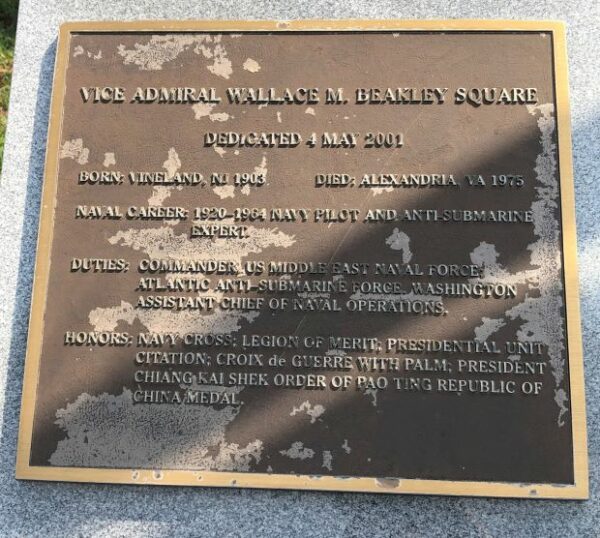 VICE ADMIRAL WALLACE M. BEAKLEY SQUARE
DEDICATED 4 MAY 2001
BORN: VINELAND, NJ 1903 DIED: ALEXANDRIA, VA 1975
NAVAL CAREER: 1920-1964 NAVY PILOT AND ANTI-SUBMARINE
EXPERT
DUTIES: COMMANDER, US MIDDLE EAST NAVAL FORCE;
ATLANTIC ANTI-SUBMARINE FORCE, WASHINGTON
ASSISTANT CHIEF OF NAVAL OPERATIONS.
HONORS: NAVY CROSS; LEGION OF MERIT; PRESIDENTIAL UNIT
CITATION; CROIX de GUERRE WITH PALM; PRESIDENT
CHIANG KAI SHEK ORDER OF PAO TING REPUBLIC OF
CHINA MEDAL.